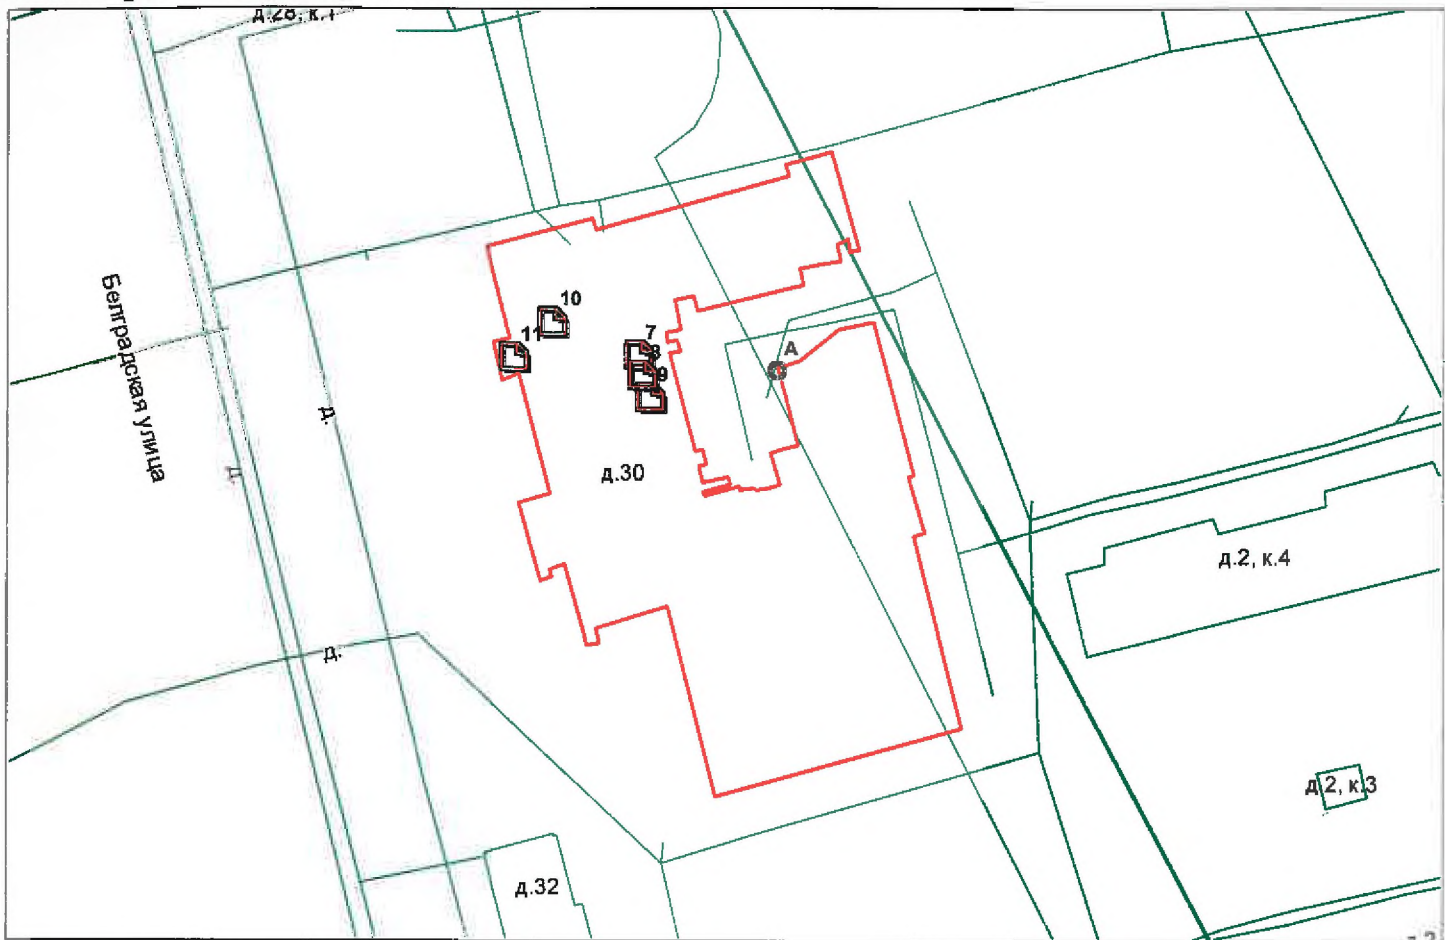 д.28, к.1
10
11
7
8
9
А
Белградская улица
д.
д.
д.30
д.2, к.4
д.
д.2, к.3
д.32